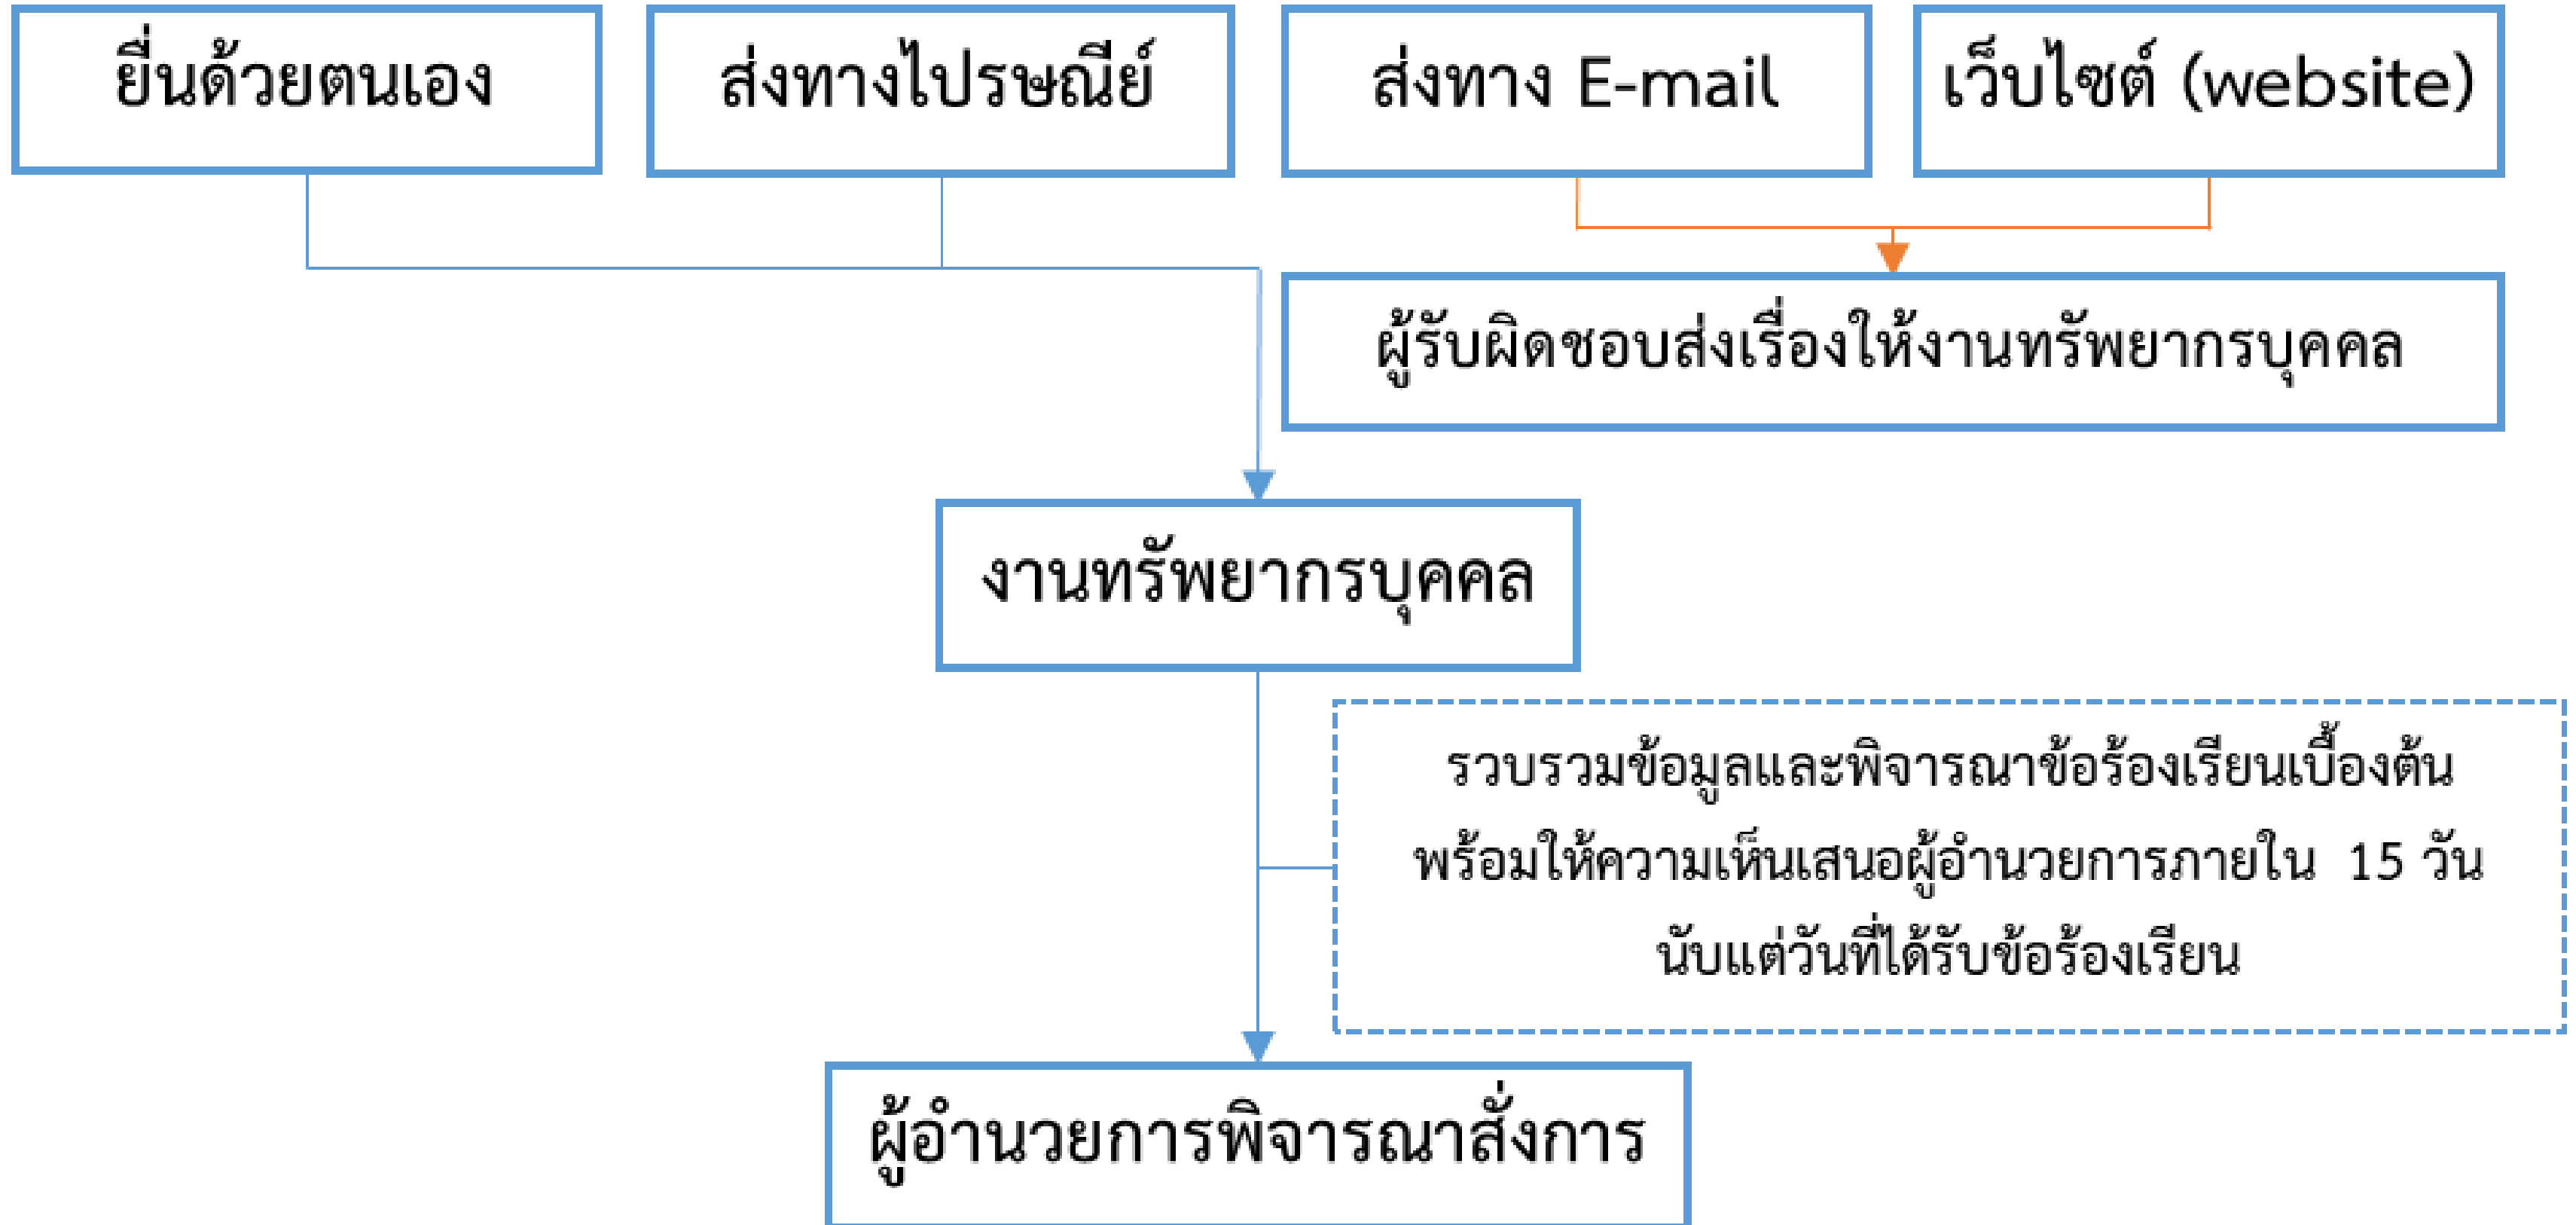 ยื่นด้วยตนเอง
ส่งทางไปรษณีย์
ส่งทาง E-mail
เว็บไซต์ (website)
ผู้รับผิดชอบส่งเรื่องให้งานทรัพยากรบุคคล
งานทรัพยากรบุคคล
รวบรวมข้อมูลและพิจารณาข้อร้องเรียนเบื้องต้น
พร้อมให้ความเห็นเสนอผู้อำนวยการภายใน 15 วัน
นับแต่วันที่ได้รับข้อร้องเรียน
ผู้อำนวยการพิจารณาสั่งการ